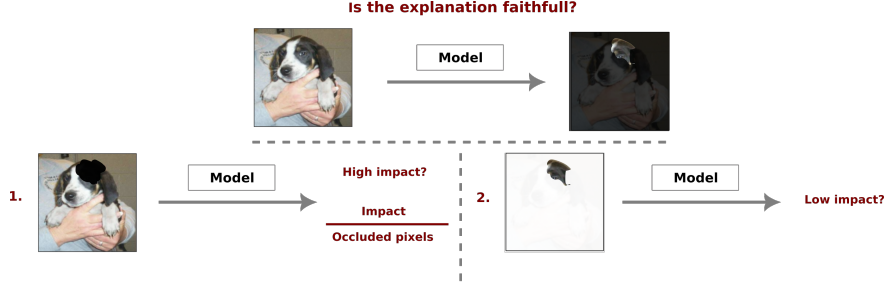 Is the explanation faithfull?
Model
1.
Model
High impact?
Impact
Occluded pixels
2.
Model
Low impact?